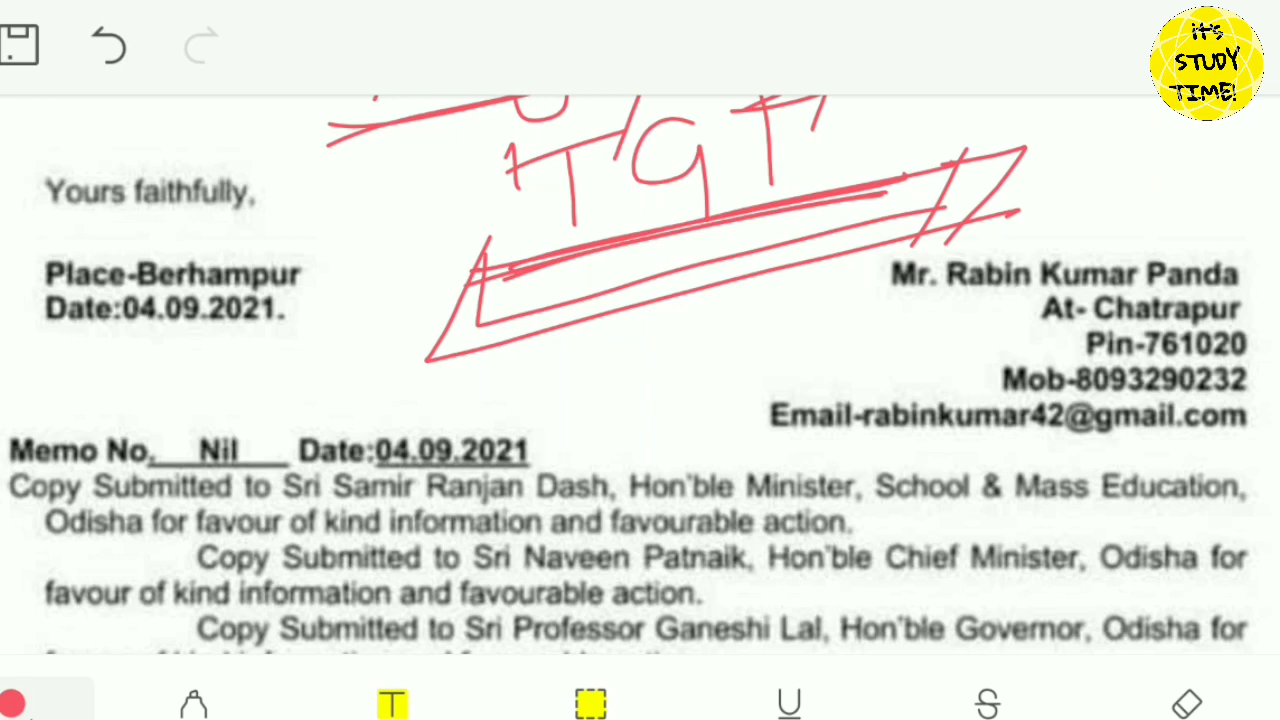 It's
STUDY
TIME!
TGT
Yours faithfully,
Place-Berhampur
Date:04.09.2021.
Mr. Rabin Kumar Panda
At- Chatrapur
Pin-761020
Mob-8093290232
Email-rabinkumar42@gmail.com
Memo No. Nil Date:04.09.2021
Copy Submitted to Sri Samir Ranjan Dash, Hon'ble Minister, School & Mass Education,
Odisha for favour of kind information and favourable action.
Copy Submitted to Sri Naveen Patnaik, Hon'ble Chief Minister, Odisha for
favour of kind information and favourable action.
Copy Submitted to Sri Professor Ganeshi Lal, Hon'ble Governor, Odisha for
T
U
S